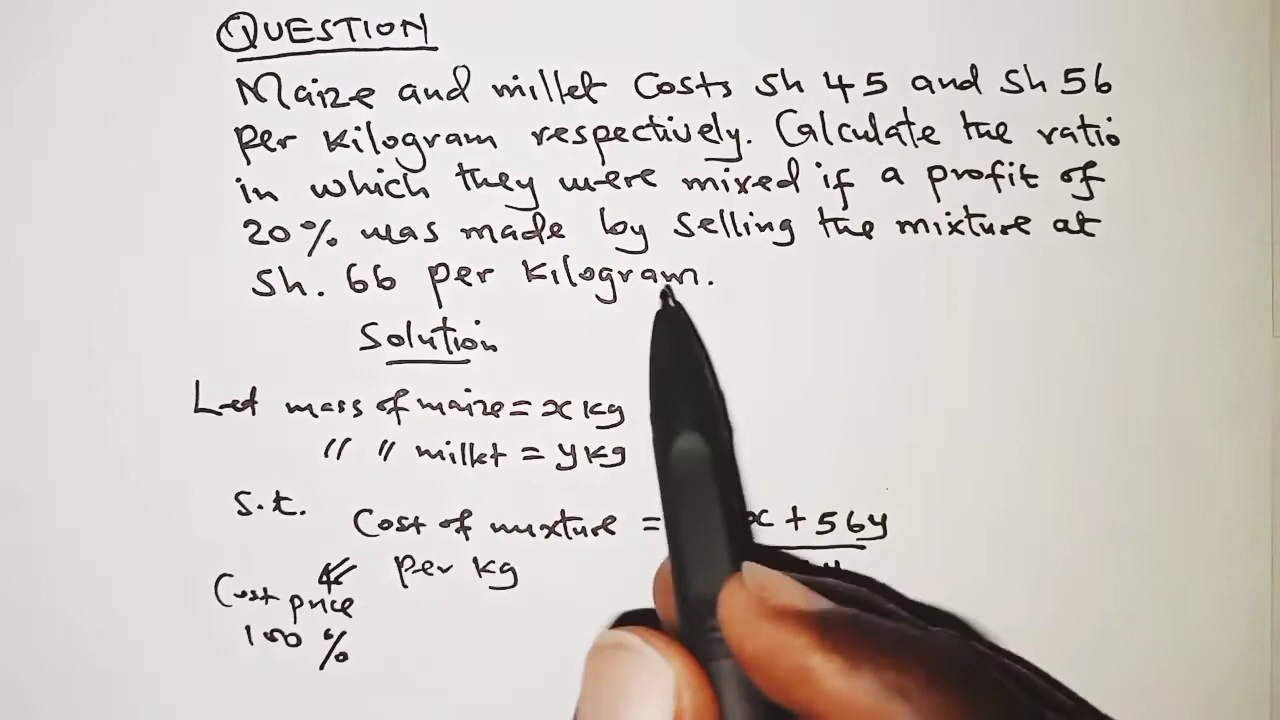 QUESTION
Maize and millet Costs Sh 45 and Sh 56
per kilogram respectively. Calculate the ratio
in which they were mixed if a profit of
20% was made by selling the mixture at
Sh. 66 per kilogram.
Solution
Let mass of maize = x kg
" " millet = y kg
s.t. Cost of mixture = x + 56y
per kg
Cost price
100 %